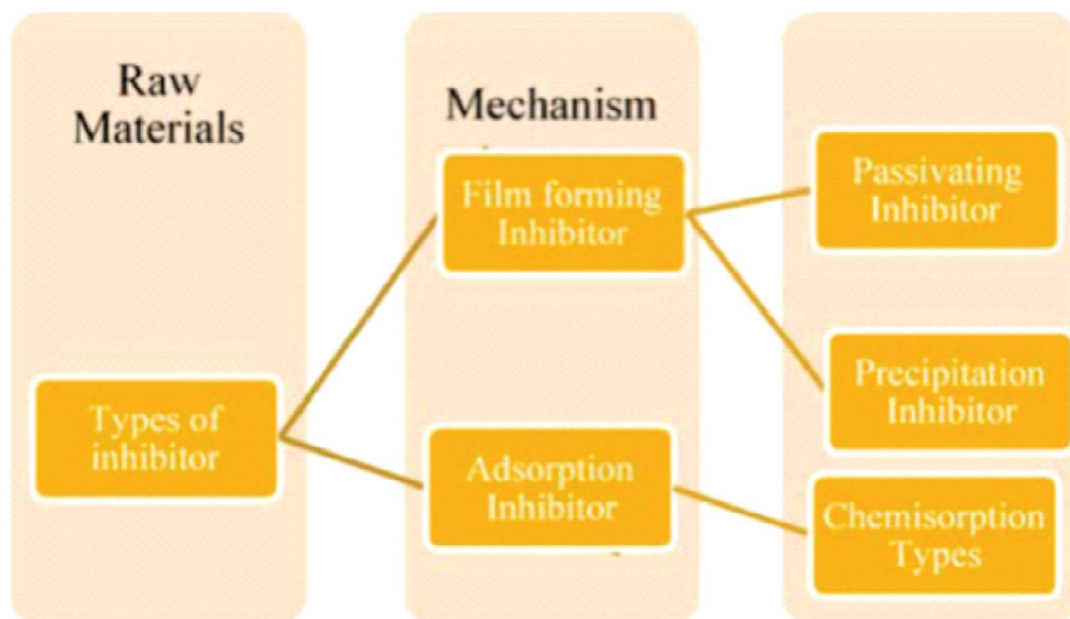 Raw
Materials
Types of
inhibitor
Mechanism
Film forming
Inhibitor
Adsorption
Inhibitor
Passivating
Inhibitor
Precipitation
Inhibitor
Chemisorption
Types